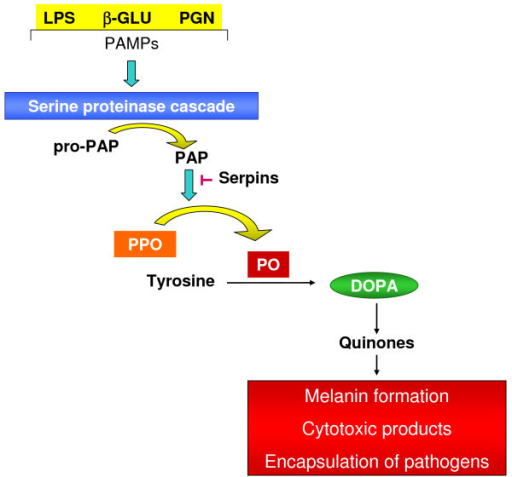 LPS β-GLU PGN
PAMPs
Serine proteinase cascade
pro-PAP
PAP
Serpins
PPO
PO
Tyrosine
DOPA
Quinones
Melanin formation
Cytotoxic products
Encapsulation of pathogens